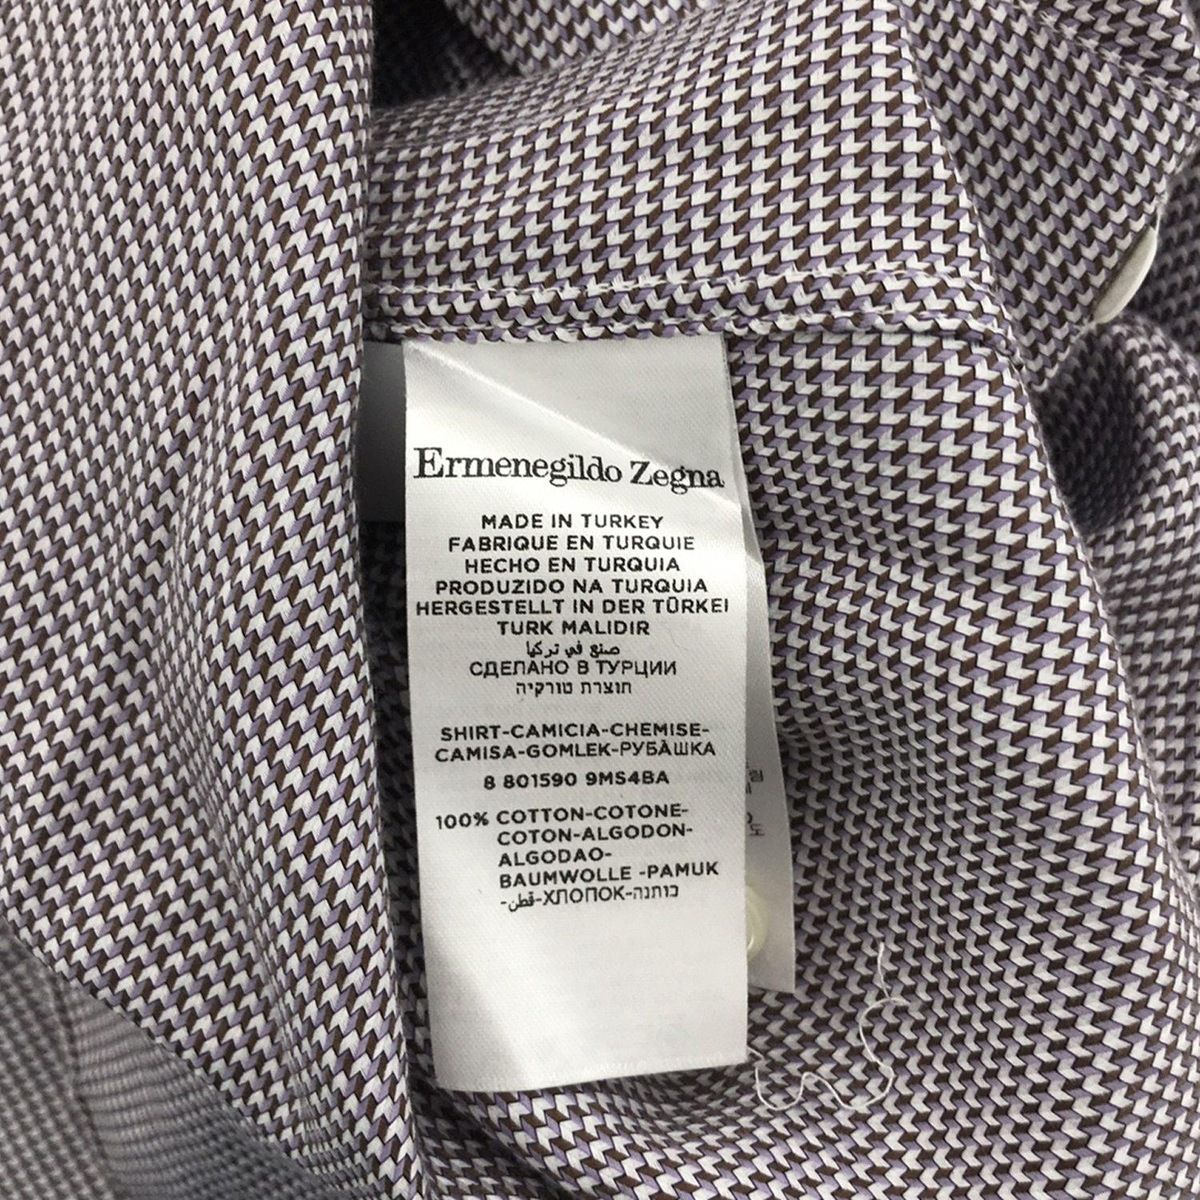 Ermenegildo Zegna
MADE IN TURKEY
FABRIQUE EN TURQUIE
HECHO EN TURQUIA
PRODUZIDO NA TURQUIA
HERGESTELLT IN DER TÜRKEI
TURK MALIDIR
صنع في تركيا
СДЕЛАНО В ТУРЦИИ
תוצרת טורקיה
SHIRT-CAMICIA-CHEMISE-
CAMISA-GOMLEK-РУБАШКА
8 801590 9MS4BA
100% COTTON-COTONE-
COTON-ALGODON-
ALGODAO-
BAUMWOLLE -PAMUK
-قطن-ХЛОПОК-כותנה